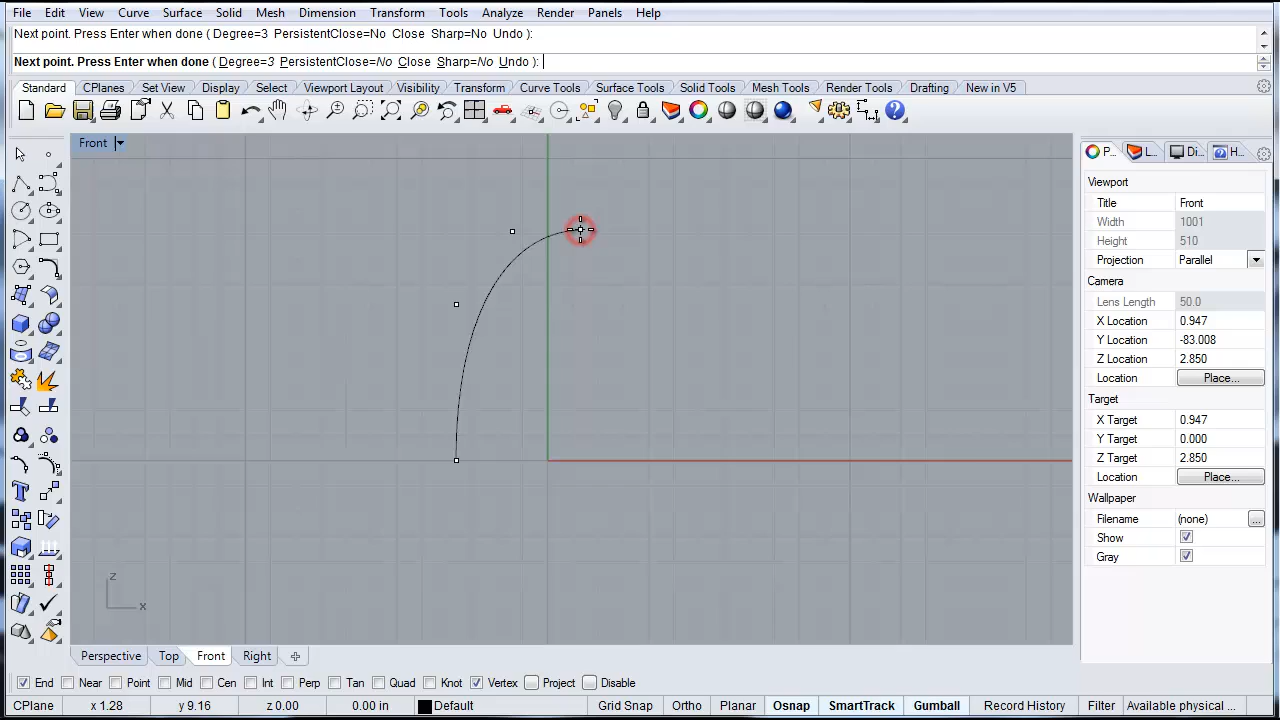 File Edit View Curve Surface Solid Mesh Dimension Transform Tools Analyze Render Panels Help
Next point. Press Enter when done ( Degree=3 PersistentClose=No Close Sharp=No Undo ):
Next point. Press Enter when done ( Degree=3 PersistentClose=No Close Sharp=No Undo ):
Standard CPlanes Set View Display Select Viewport Layout Visibility Transform Curve Tools Surface Tools Solid Tools Mesh Tools Render Tools Drafting New in V5
Front
P... L... Di... H...
Viewport
Title Front
Width 1001
Height 510
Projection Parallel
Camera
Lens Length 50.0
X Location 0.947
Y Location -83.008
Z Location 2.850
Location Place...
Target
X Target 0.947
Y Target 0.000
Z Target 2.850
Location Place...
Wallpaper
Filename (none) ...
Show
Gray
z
x
Perspective Top Front Right
End Near Point Mid Cen Int Perp Tan Quad Knot Vertex Project Disable
CPlane x 1.28 y 9.16 z 0.00 0.00 in Default Grid Snap Ortho Planar Osnap SmartTrack Gumball Record History Filter Available physical ...